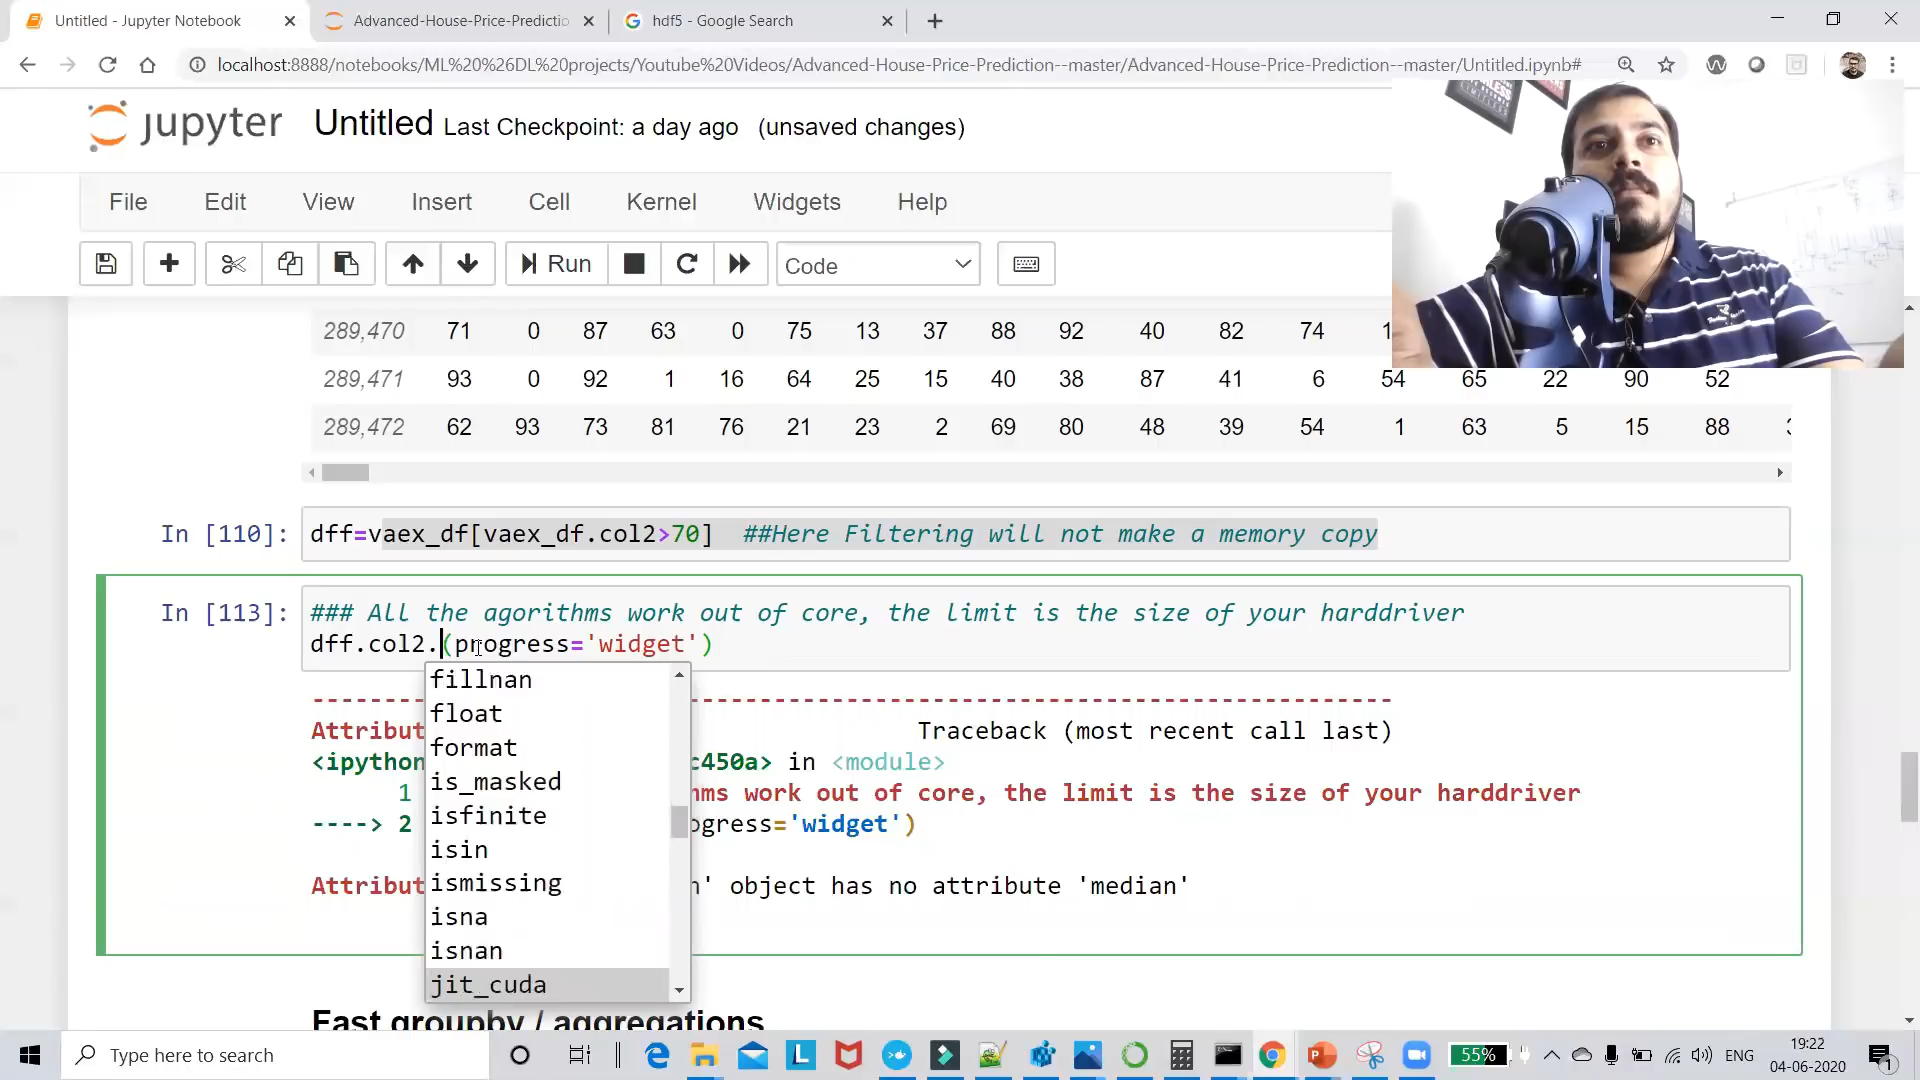 Untitled - Jupyter Notebook
Advanced-House-Price-Predictio
hdf5 - Google Search
localhost:8888/notebooks/ML%20%26DL%20projects/Youtube%20Videos/Advanced-House-Price-Prediction--master/Advanced-House-Price-Prediction--master/Untitled.ipynb#
jupyter Untitled Last Checkpoint: a day ago (unsaved changes)
File Edit View Insert Cell Kernel Widgets Help
Run Code
289,470 71 0 87 63 0 75 13 37 88 92 40 82 74 1
289,471 93 0 92 1 16 64 25 15 40 38 87 41 6 54 65 22 90 52
289,472 62 93 73 81 76 21 23 2 69 80 48 39 54 1 63 5 15 88
In [110]: dff=vaex_df[vaex_df.col2>70] ##Here Filtering will not make a memory copy
In [113]: ### All the agorithms work out of core, the limit is the size of your harddriver
dff.col2.(progress='widget')
fillnan
float
format
is_masked
isfinite
isin
ismissing
isna
isnan
jit_cuda
Attribut Traceback (most recent call last)
<ipython c450a> in <module>
1 hms work out of core, the limit is the size of your harddriver
----> 2 ogress='widget')
Attribut n' object has no attribute 'median'
Fast groupby / aggregations
Type here to search
55%
ENG
19:22
04-06-2020
1